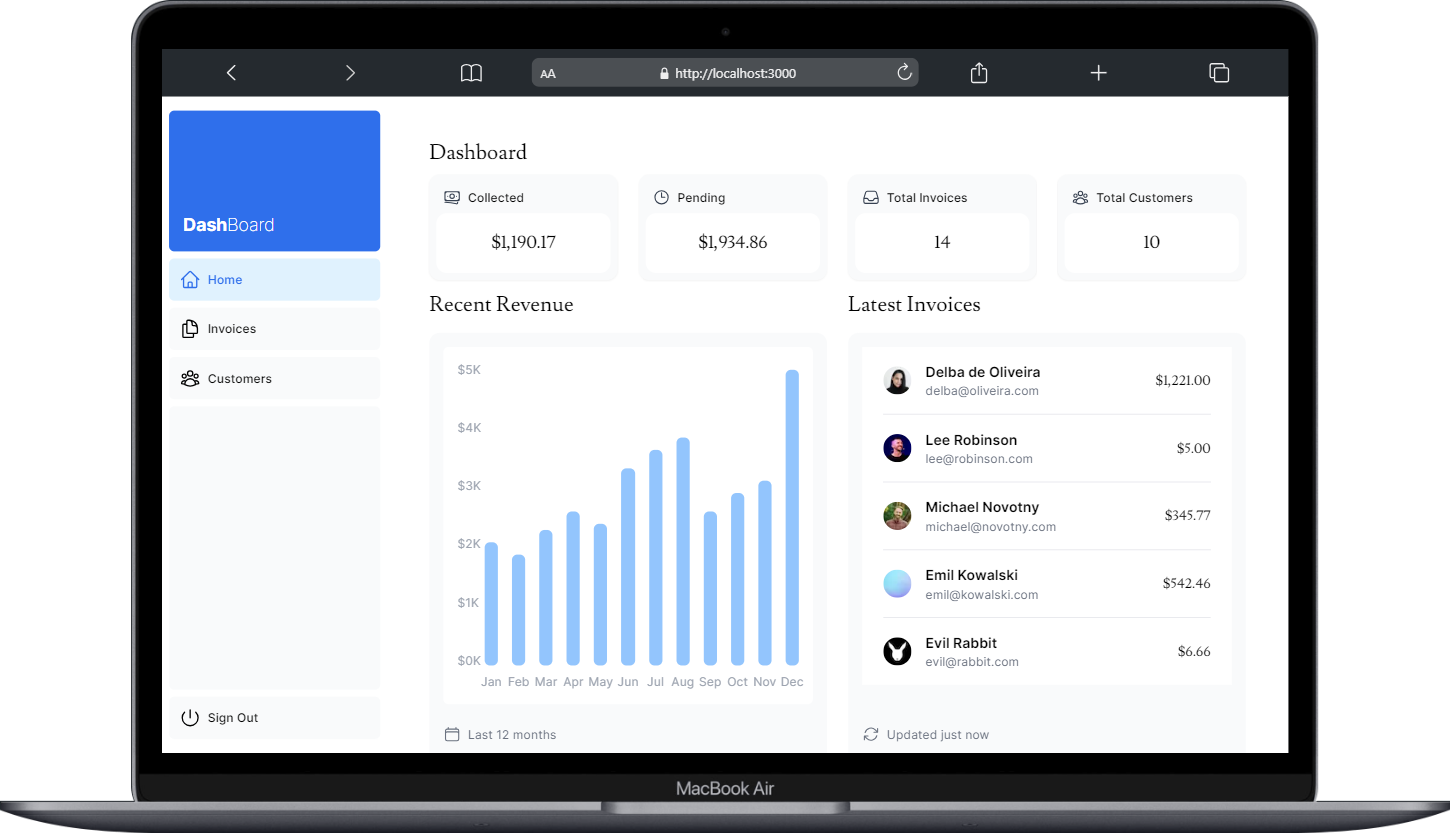 AA
http://localhost:3000
DashBoard
Home
Invoices
Customers
Sign Out
Dashboard
Collected
$1,190.17
Pending
$1,934.86
Total Invoices
14
Total Customers
10
Recent Revenue
$5K
$4K
$3K
$2K
$1K
$0K
Jan Feb Mar Apr May Jun Jul Aug Sep Oct Nov Dec
Last 12 months
Latest Invoices
Delba de Oliveira
delba@oliveira.com
$1,221.00
Lee Robinson
lee@robinson.com
$5.00
Michael Novotny
michael@novotny.com
$345.77
Emil Kowalski
emil@kowalski.com
$542.46
Evil Rabbit
evil@rabbit.com
$6.66
Updated just now
MacBook Air